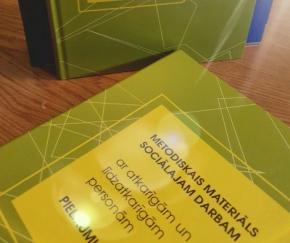 METODISKAIS MATERIĀLS
SOCIĀLAJAM DARBAM
ar atkarīgām un
līdzatkarīgām
personām